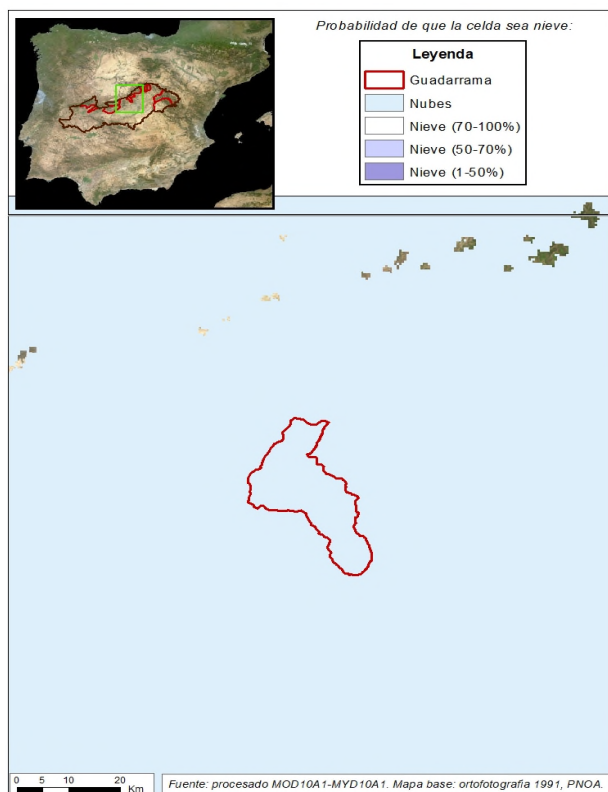 Probabilidad de que la celda sea nieve:
Leyenda
Guadarrama
Nubes
Nieve (70-100%)
Nieve (50-70%)
Nieve (1-50%)
0 5 10 20
Km
Fuente: procesado MOD10A1-MYD10A1. Mapa base: ortofotografía 1991, PNOA.